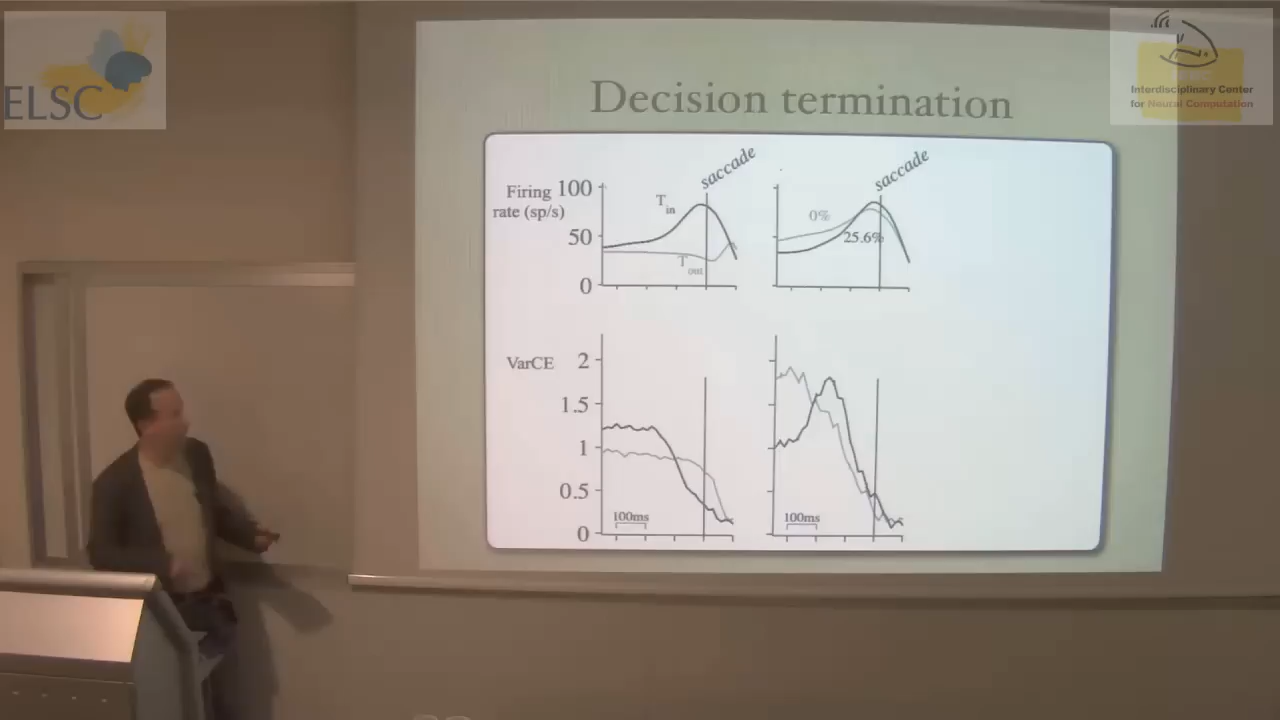 ELSC
Interdisciplinary Center
for Neural Computation
Decision termination
saccade
saccade
Firing
rate (sp/s)
100
50
0
T in
T out
0%
25.6%
VarCE
2
1.5
1
0.5
0
100ms
100ms